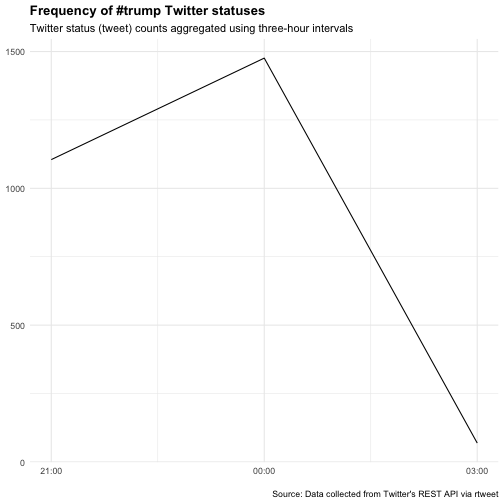 Frequency of #trump Twitter statuses
Twitter status (tweet) counts aggregated using three-hour intervals
1500
1000
500
0
21:00 00:00 03:00
Source: Data collected from Twitter's REST API via rtweet